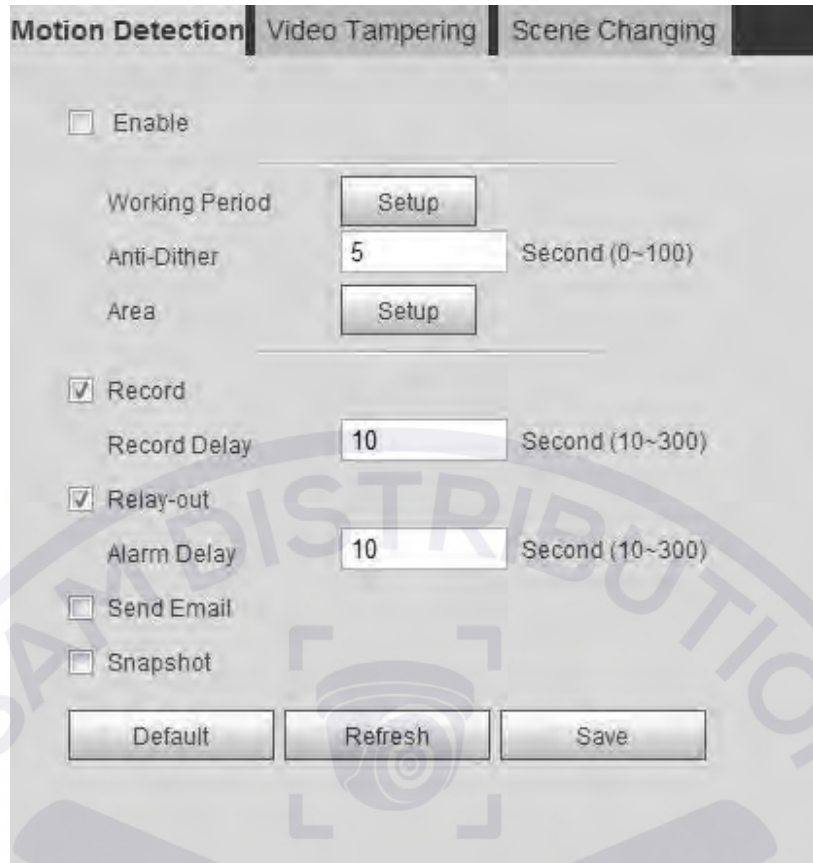 Motion Detection Video Tampering Scene Changing
Enable
Working Period Setup
Anti-Dither 5 Second (0~100)
Area Setup
Record
Record Delay 10 Second (10~300)
Relay-out
Alarm Delay 10 Second (10~300)
Send Email
Snapshot
Default Refresh Save
SAM DISTRIBUTION